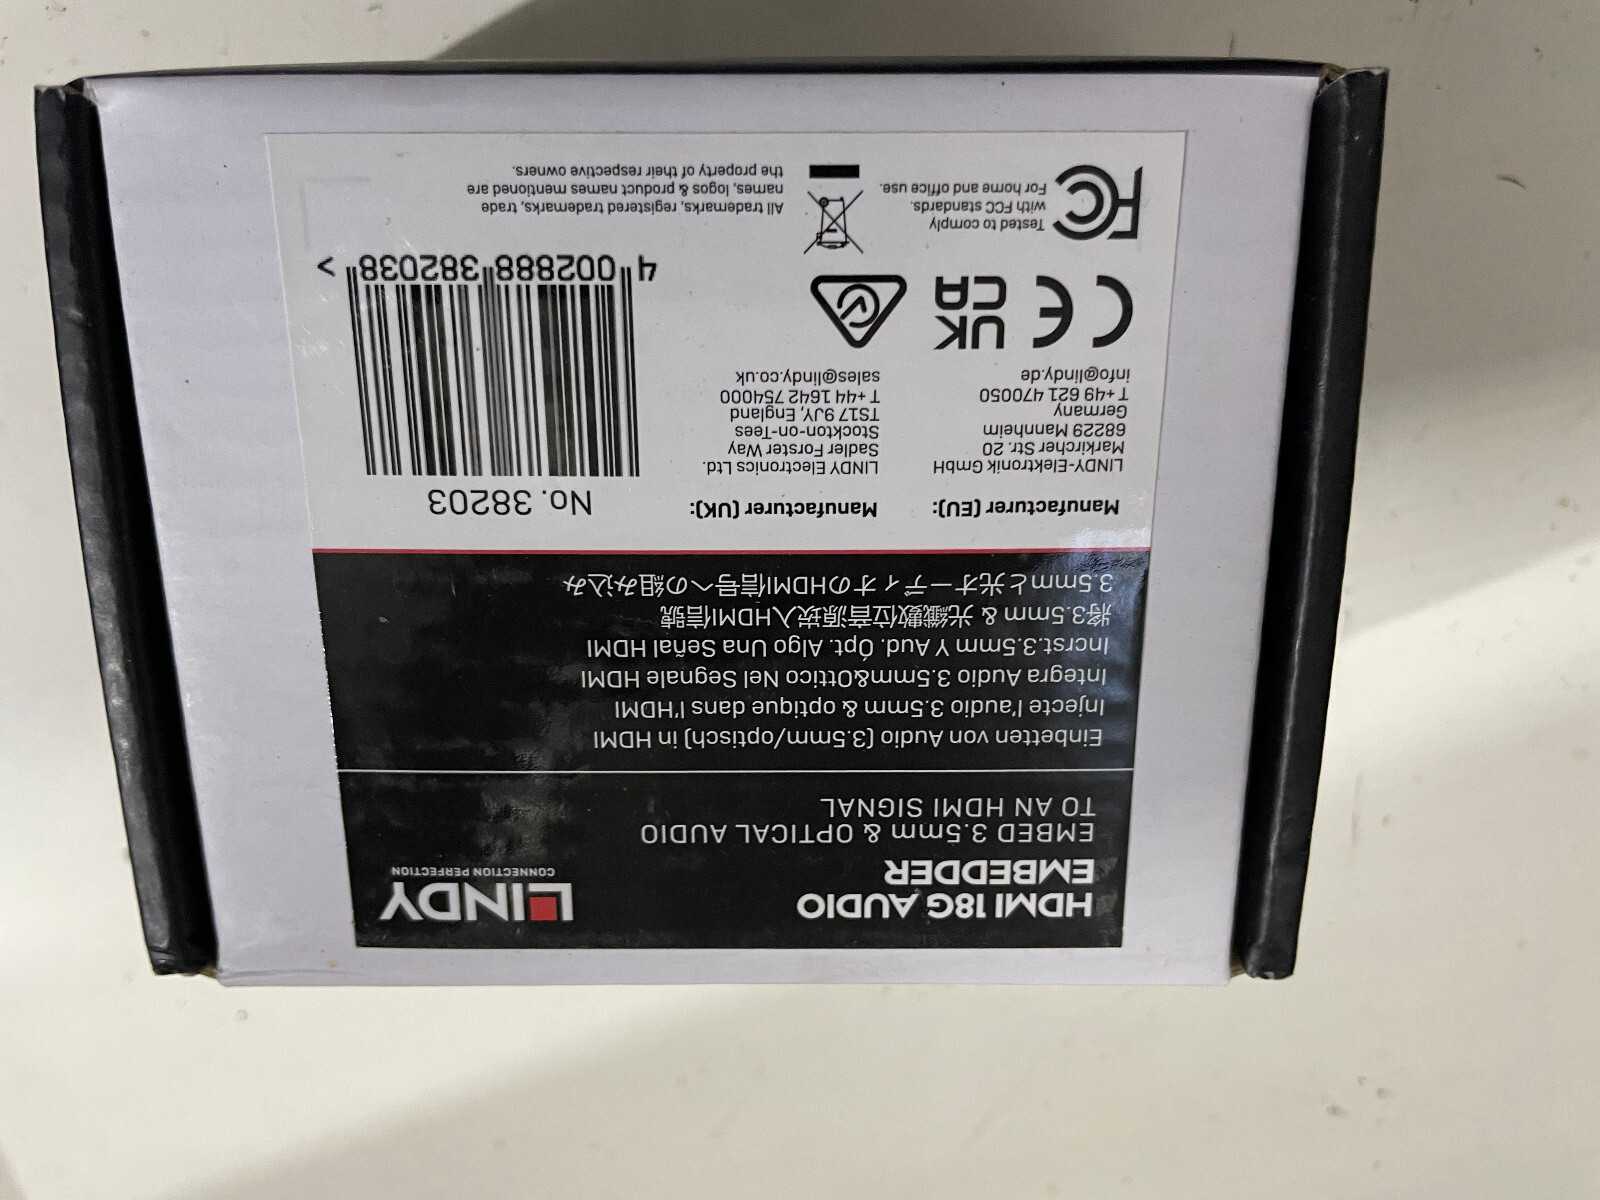 HDMI 18G AUDIO
EMBEDDER
EMBED 3.5mm & OPTICAL AUDIO
TO AN HDMI SIGNAL
LINDY
CONNECTION PERFECTION
Einbetten von Audio (3.5mm/optisch) in HDMI
Injecte l'audio 3.5mm & optique dans l'HDMI
Integra Audio 3.5mm&Ottico Nel Segnale HDMI
Incrst.3.5mm Y Aud. Ópt. Algo Una Señal HDMI
將3.5mm & 光纖數位音源崁入HDMI信號
3.5mmと光オーディオのHDMI信号への組み込み
Manufacturer (EU):
LINDY-Elektronik GmbH
Markircher Str. 20
68229 Mannheim
Germany
T +49 621 470050
info@lindy.de
Manufacturer (UK):
LINDY Electronics Ltd.
Sadler Forster Way
Stockton-on-Tees
TS17 9JY, England
T +44 1642 754000
sales@lindy.co.uk
No. 38203
4 002888 382038 >
CE
UK
CA
FC
Tested to comply
with FCC standards.
For home and office use.
All trademarks, registered trademarks, trade
names, logos & product names mentioned are
the property of their respective owners.